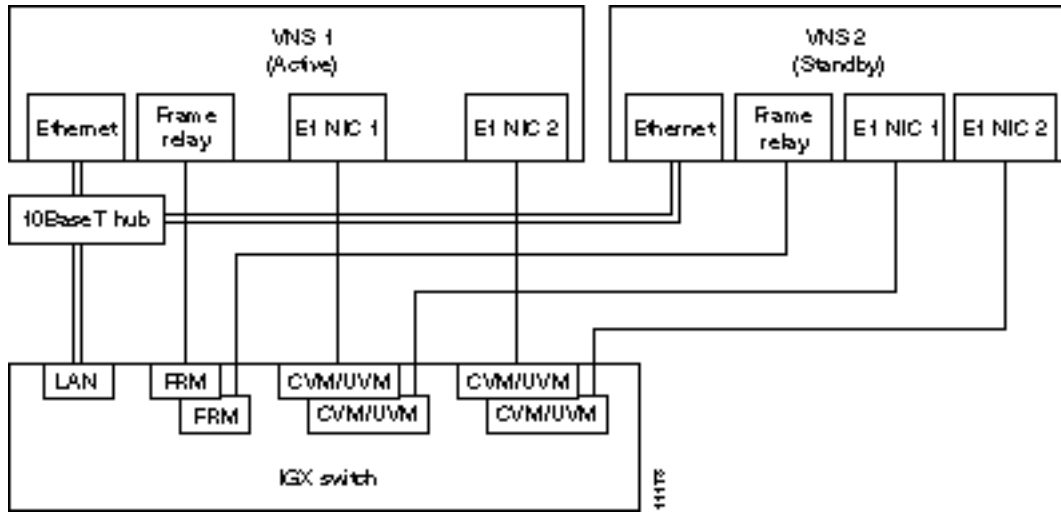 VNS 1
(Active)
VNS 2
(Standby)
Ethernet
Frame
relay
E1 NIC 1
E1 NIC 2
Ethernet
Frame
relay
E1 NIC 1
E1 NIC 2
10BaseT hub
LAN
FRM
CVM/UVM
CVM/UVM
FRM
CVM/UVM
CVM/UVM
IGX switch